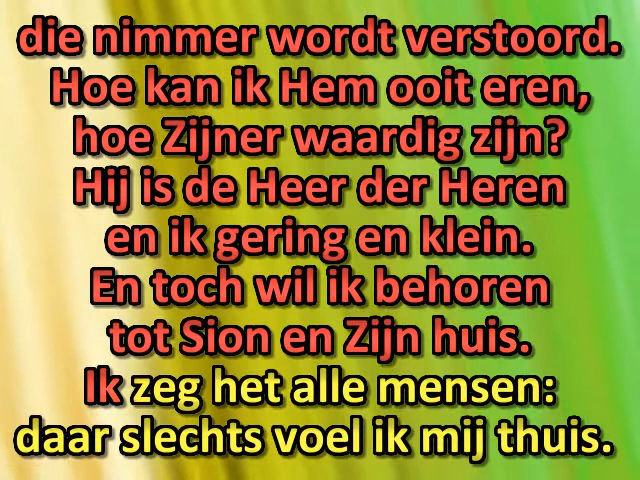 die nimmer wordt verstoord.
Hoe kan ik Hem ooit eren,
hoe Zijner waardig zijn?
Hij is de Heer der Heren
en ik gering en klein.
En toch wil ik behoren
tot Sion en Zijn huis.
Ik zeg het alle mensen:
daar slechts voel ik mij thuis.